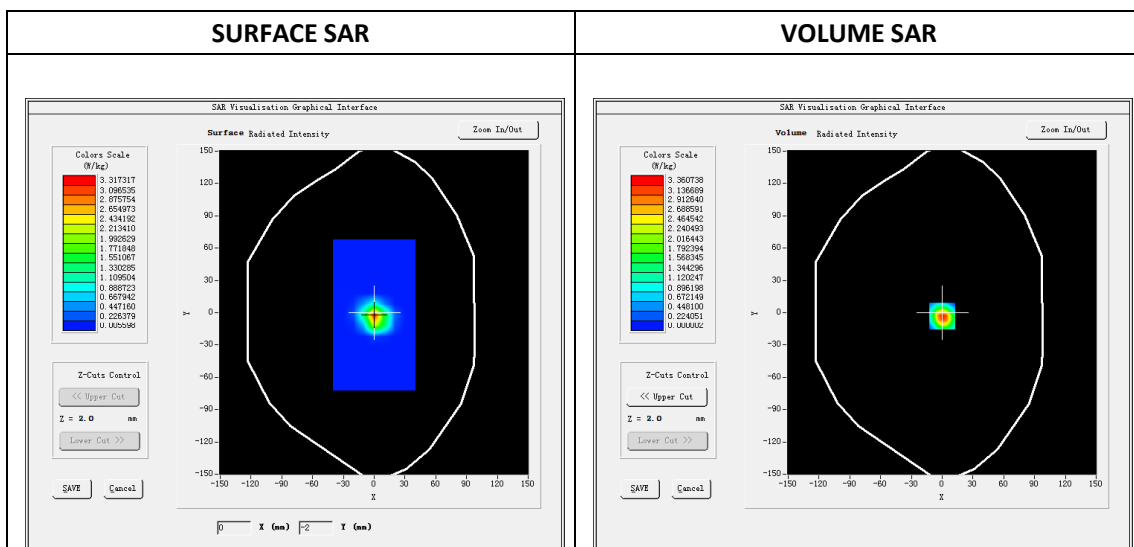 SURFACE SAR
VOLUME SAR
SAR Visualisation Graphical Interface
Surface Radiated Intensity
Zoom In/Out
Colors Scale
(W/kg)
3.317317
3.096535
2.875754
2.654973
2.434192
2.213410
1.992629
1.771848
1.551067
1.330285
1.109504
0.888723
0.667942
0.447160
0.226379
0.005598
Z-Cuts Control
<< Upper Cut
Z = 2.0 mm
Lower Cut >>
SAVE Cancel
150
120
90
60
30
0
-30
-60
-90
-120
-150
Y
-150 -120 -90 -60 -30 0 30 60 90 120 150
X
0 X (mm) -2 Y (mm)
SAR Visualisation Graphical Interface
Volume Radiated Intensity
Zoom In/Out
Colors Scale
(W/kg)
3.360738
3.136689
2.912640
2.688591
2.464542
2.240493
2.016443
1.792394
1.568345
1.344296
1.120247
0.896198
0.672149
0.448100
0.224051
0.000002
Z-Cuts Control
<< Upper Cut
Z = 2.0 mm
Lower Cut >>
SAVE Cancel
150
120
90
60
30
0
-30
-60
-90
-120
-150
Y
-150 -120 -90 -60 -30 0 30 60 90 120 150
X